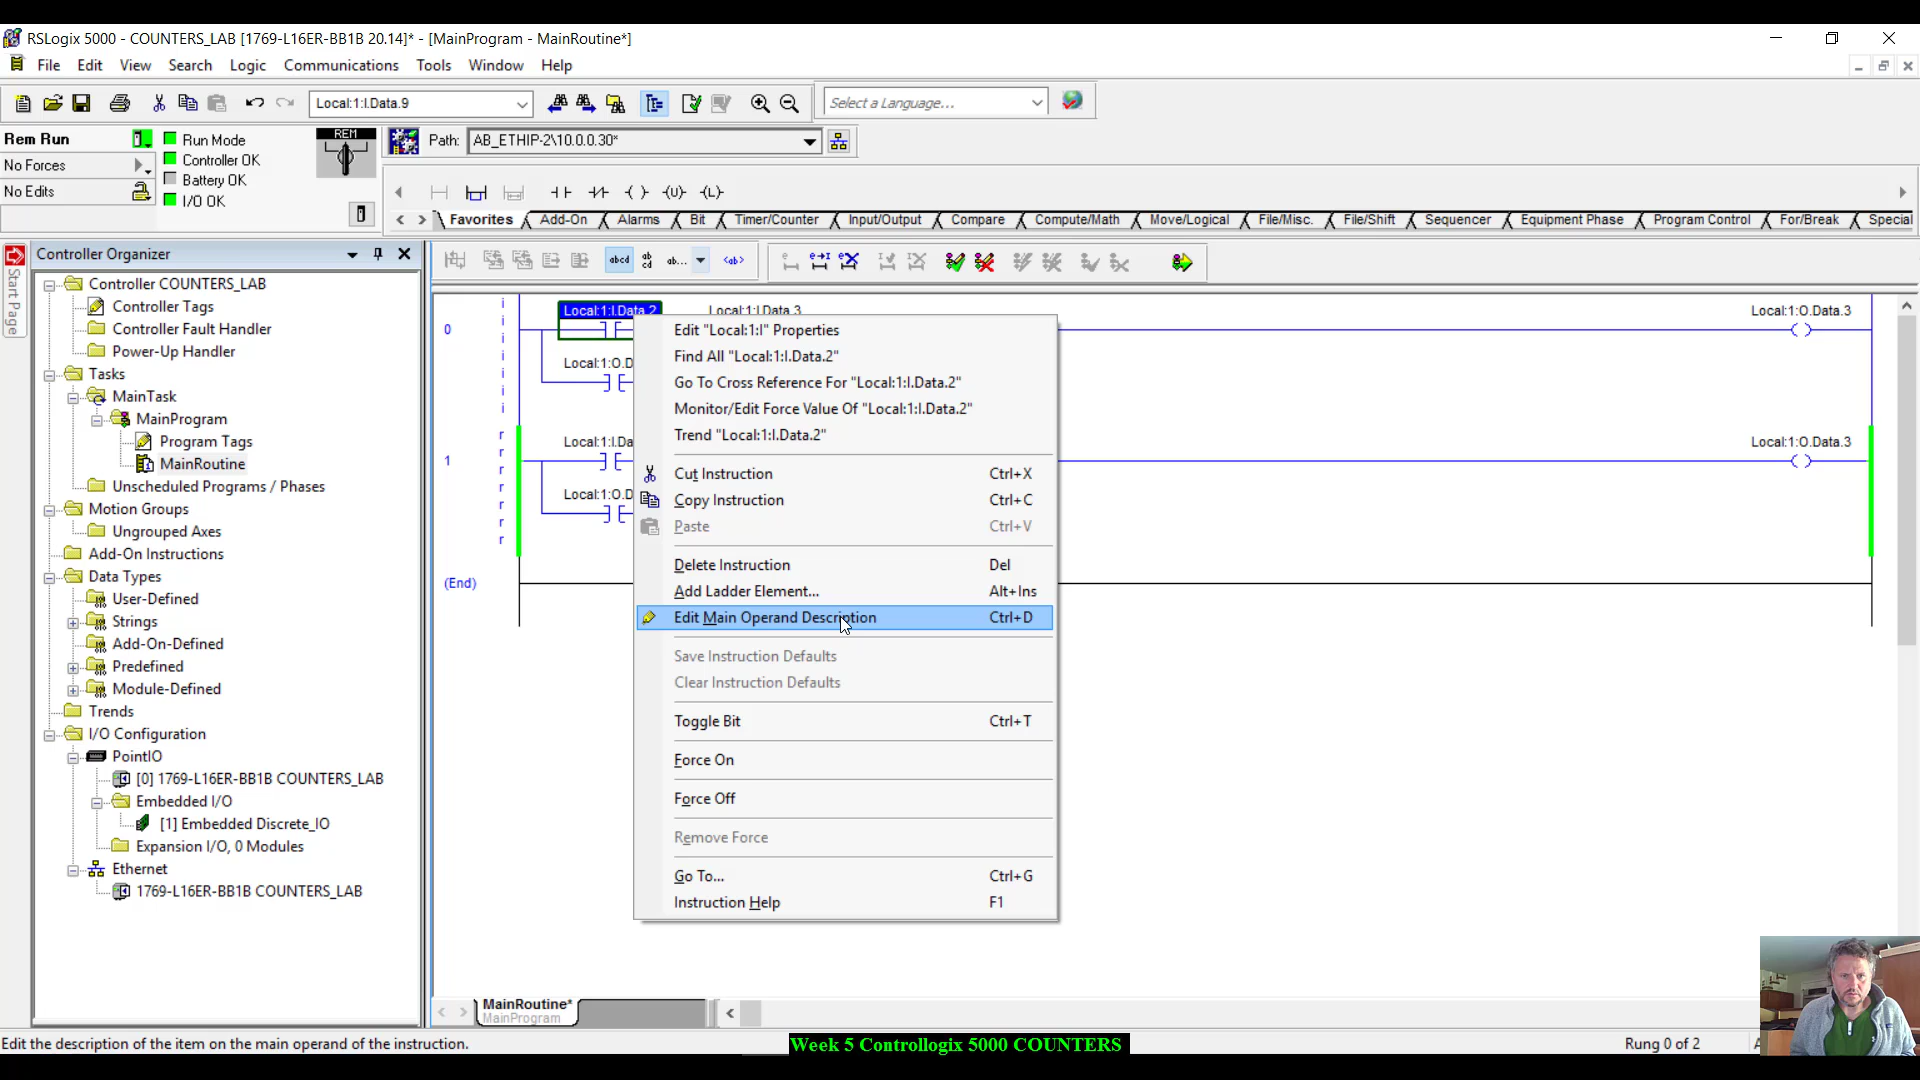 RSLogix 5000 - COUNTERS_LAB [1769-L16ER-BB1B 20.14]* - [MainProgram - MainRoutine*]
File Edit View Search Logic Communications Tools Window Help
Local:1:I.Data.9
Select a Language...
Rem Run
No Forces
No Edits
Run Mode
Controller OK
Battery OK
I/O OK
REM
Path: AB_ETHIP-2\10.0.0.30*
Favorites Add-On Alarms Bit Timer/Counter Input/Output Compare Compute/Math Move/Logical File/Misc. File/Shift Sequencer Equipment Phase Program Control For/Break Special
Start Page
Controller Organizer
Controller COUNTERS_LAB
Controller Tags
Controller Fault Handler
Power-Up Handler
Tasks
MainTask
MainProgram
Program Tags
MainRoutine
Unscheduled Programs / Phases
Motion Groups
Ungrouped Axes
Add-On Instructions
Data Types
User-Defined
Strings
Add-On-Defined
Predefined
Module-Defined
Trends
I/O Configuration
PointIO
[0] 1769-L16ER-BB1B COUNTERS_LAB
Embedded I/O
[1] Embedded Discrete_IO
Expansion I/O, 0 Modules
Ethernet
1769-L16ER-BB1B COUNTERS_LAB
abcd
ab
cd
ab...
<ab>
0
i
i
i
i
i
i
i
Local:1:I.Data.2
Local:1:I.Data.3
Local:1:O.Data.3
Local:1:O.D
1
r
r
r
r
r
r
r
Local:1:I.Da
Local:1:O.Data.3
Local:1:O.D
(End)
Edit "Local:1:I" Properties
Find All "Local:1:I.Data.2"
Go To Cross Reference For "Local:1:I.Data.2"
Monitor/Edit Force Value Of "Local:1:I.Data.2"
Trend "Local:1:I.Data.2"
Cut Instruction Ctrl+X
Copy Instruction Ctrl+C
Paste Ctrl+V
Delete Instruction Del
Add Ladder Element... Alt+Ins
Edit Main Operand Description Ctrl+D
Save Instruction Defaults
Clear Instruction Defaults
Toggle Bit Ctrl+T
Force On
Force Off
Remove Force
Go To... Ctrl+G
Instruction Help F1
MainRoutine*
MainProgram
Edit the description of the item on the main operand of the instruction.
Week 5 Controllogix 5000 COUNTERS
Rung 0 of 2